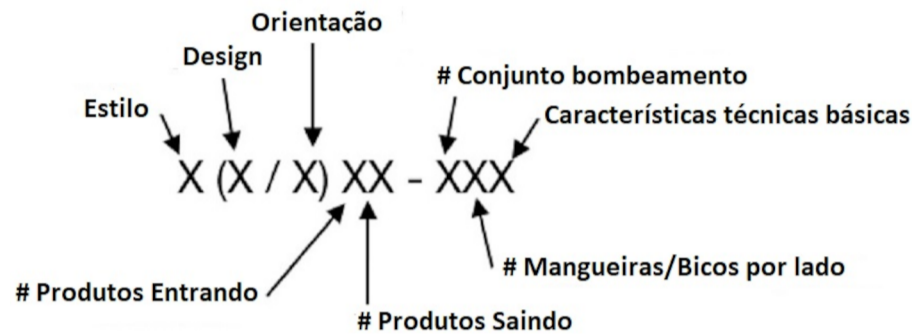 Orientação
Design
# Conjunto bombeamento
Estilo
Características técnicas básicas
X (X / X) XX - XXX
# Mangueiras/Bicos por lado
# Produtos Entrando
# Produtos Saindo